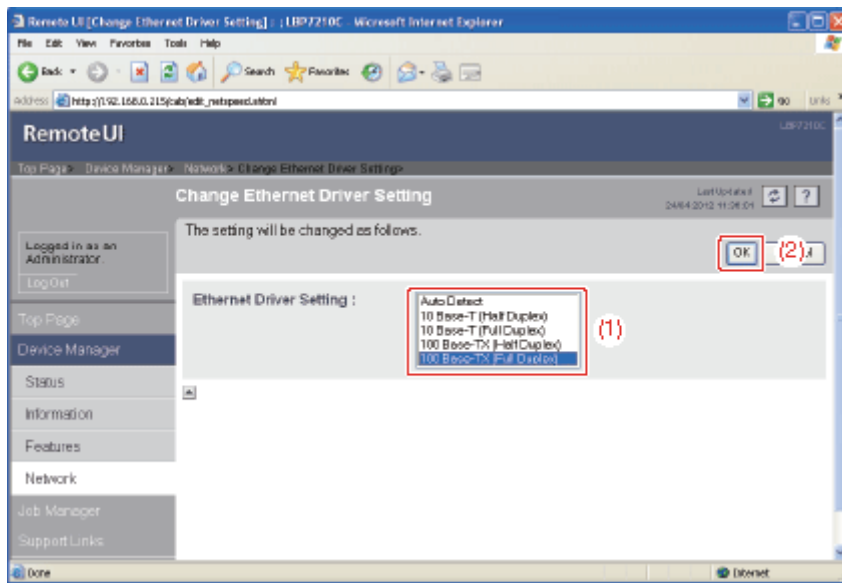 Remote UI [Change Ethernet Driver Setting] : ; LBP7210C - Microsoft Internet Explorer
File Edit View Favorites Tools Help
Back Search Favorites
Address http://192.168.0.215/cab/edit_netspeed.shtml Go Links
Remote UI LBP7210C
Top Page> Device Manager> Network> Change Ethernet Driver Setting>
Change Ethernet Driver Setting
Last Updated
24/04/2012 11:36:01 ?
The setting will be changed as follows.
OK (2)
Logged in as an
Administrator.
Log Out
Ethernet Driver Setting :
Auto Detect
10 Base-T (Half Duplex)
10 Base-T (Full Duplex)
100 Base-TX (Half Duplex)
100 Base-TX (Full Duplex)
(1)
Top Page
Device Manager
Status
Information
Features
Network
Job Manager
Support Links
Done Internet